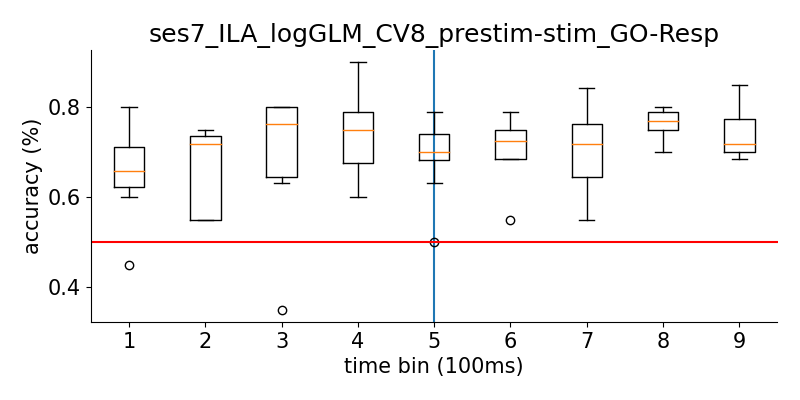 ses7_ILA_logGLM_CV8_prestim-stim_GO-Resp
accuracy (%)
0.8
0.6
0.4
1 2 3 4 5 6 7 8 9
time bin (100ms)